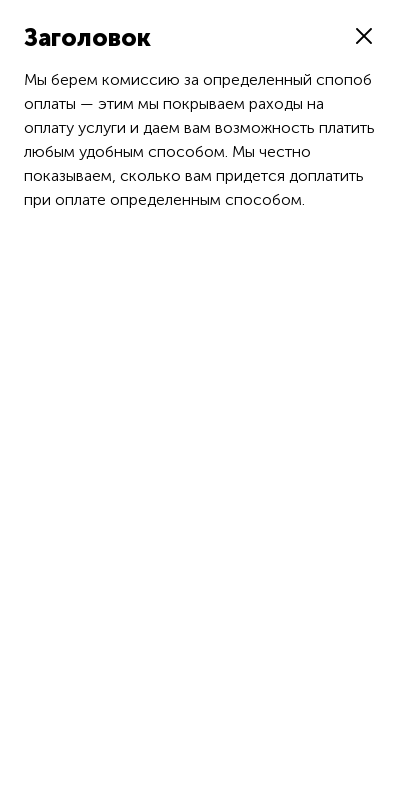 Заголовок
Мы берем комиссию за определенный спопоб
оплаты — этим мы покрываем раходы на
оплату услуги и даем вам возможность платить
любым удобным способом. Мы честно
показываем, сколько вам придется доплатить
при оплате определенным способом.